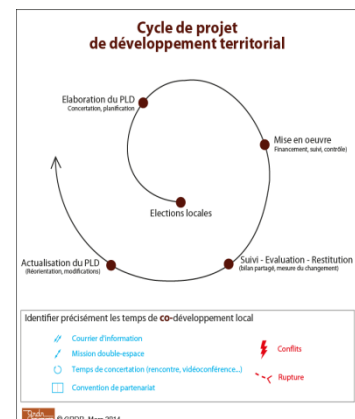 Cycle de projet
de développement territorial
Elaboration du PLD
Concertation, planification
Mise en oeuvre
(Financement, suivi, contrôle)
Elections locales
Actualisation du PLD
(Réorientation, modifications)
Suivi - Evaluation - Restitution
(bilan partagé, mesure du changement)
Identifier précisément les temps de co-développement local
Courrier d'information
Mission double-espace
Temps de concertation (rencontre, vidéoconférence...)
Convention de partenariat
Conflits
Rupture